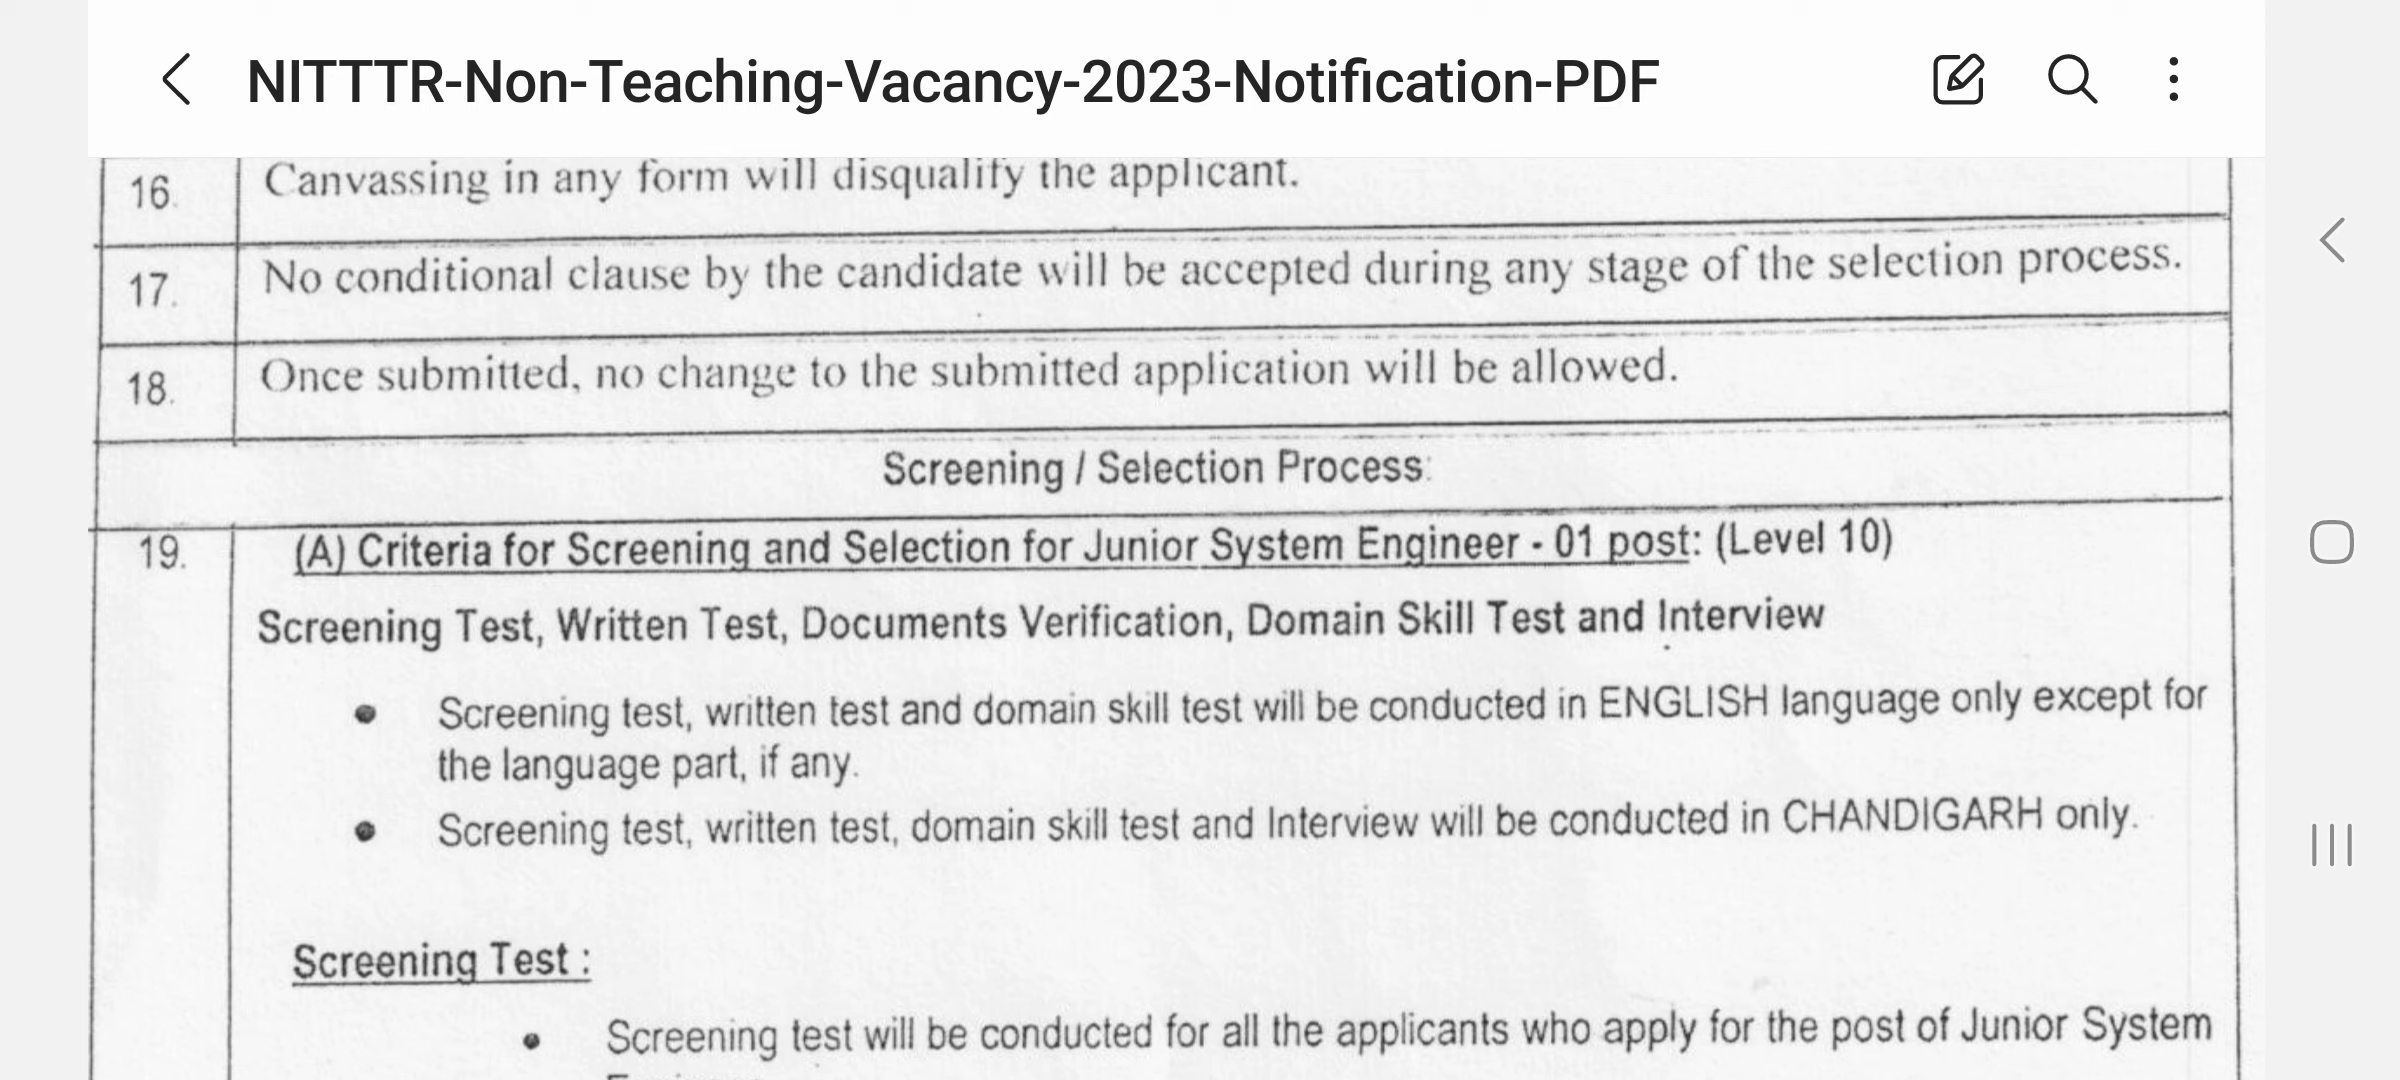 NITTTR-Non-Teaching-Vacancy-2023-Notification-PDF
16. Canvassing in any form will disqualify the applicant.
17. No conditional clause by the candidate will be accepted during any stage of the selection process.
18. Once submitted, no change to the submitted application will be allowed.
Screening / Selection Process:
19. (A) Criteria for Screening and Selection for Junior System Engineer - 01 post: (Level 10)
Screening Test, Written Test, Documents Verification, Domain Skill Test and Interview
• Screening test, written test and domain skill test will be conducted in ENGLISH language only except for
the language part, if any.
• Screening test, written test, domain skill test and Interview will be conducted in CHANDIGARH only.
Screening Test :
• Screening test will be conducted for all the applicants who apply for the post of Junior System